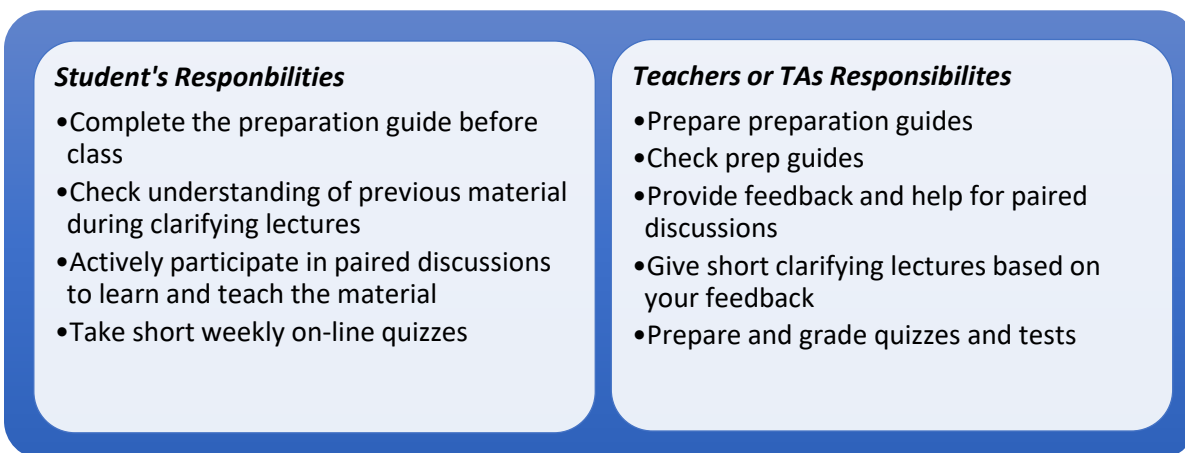 Student's Responbilities
•Complete the preparation guide before
class
•Check understanding of previous material
during clarifying lectures
•Actively participate in paired discussions
to learn and teach the material
•Take short weekly on-line quizzes
Teachers or TAs Responsibilites
•Prepare preparation guides
•Check prep guides
•Provide feedback and help for paired
discussions
•Give short clarifying lectures based on
your feedback
•Prepare and grade quizzes and tests